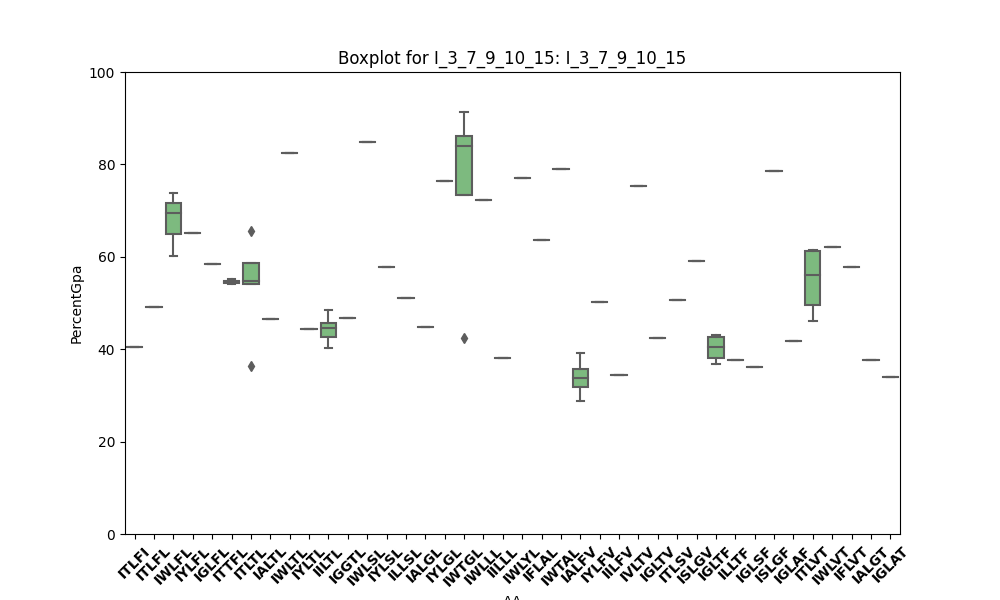 Boxplot for I_3_7_9_10_15: I_3_7_9_10_15
100
80
60
40
20
0
PercentGpa
ITLFI
ITLFL
IWLFL
IYLFL
IGLFL
ITTFL
ITLTL
IALTL
IWLTL
IYLTL
IILTL
IGGTL
IWLSL
IYLSL
ILLSL
IALGL
IYLGL
IWTGL
IWLLL
IILLL
IWLYL
IFLAL
IWTAL
IALFV
IYLFV
IILFV
IVLTV
IGLTV
ITLSV
ISLGV
IGLTF
ILLTF
IGLSF
ISLGF
IGLAF
ITLVT
IWLVT
IFLVT
IALGT
IGLAT
AA